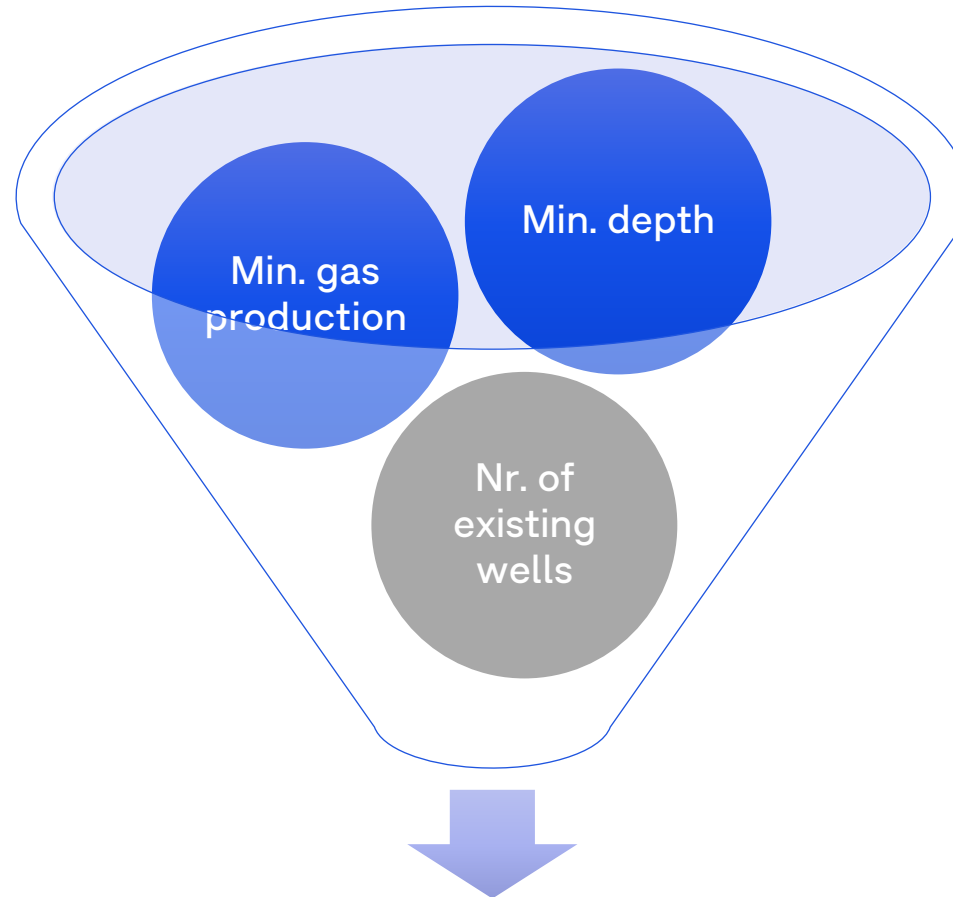 Min. depth
Min. gas
production
Nr. of
existing
wells